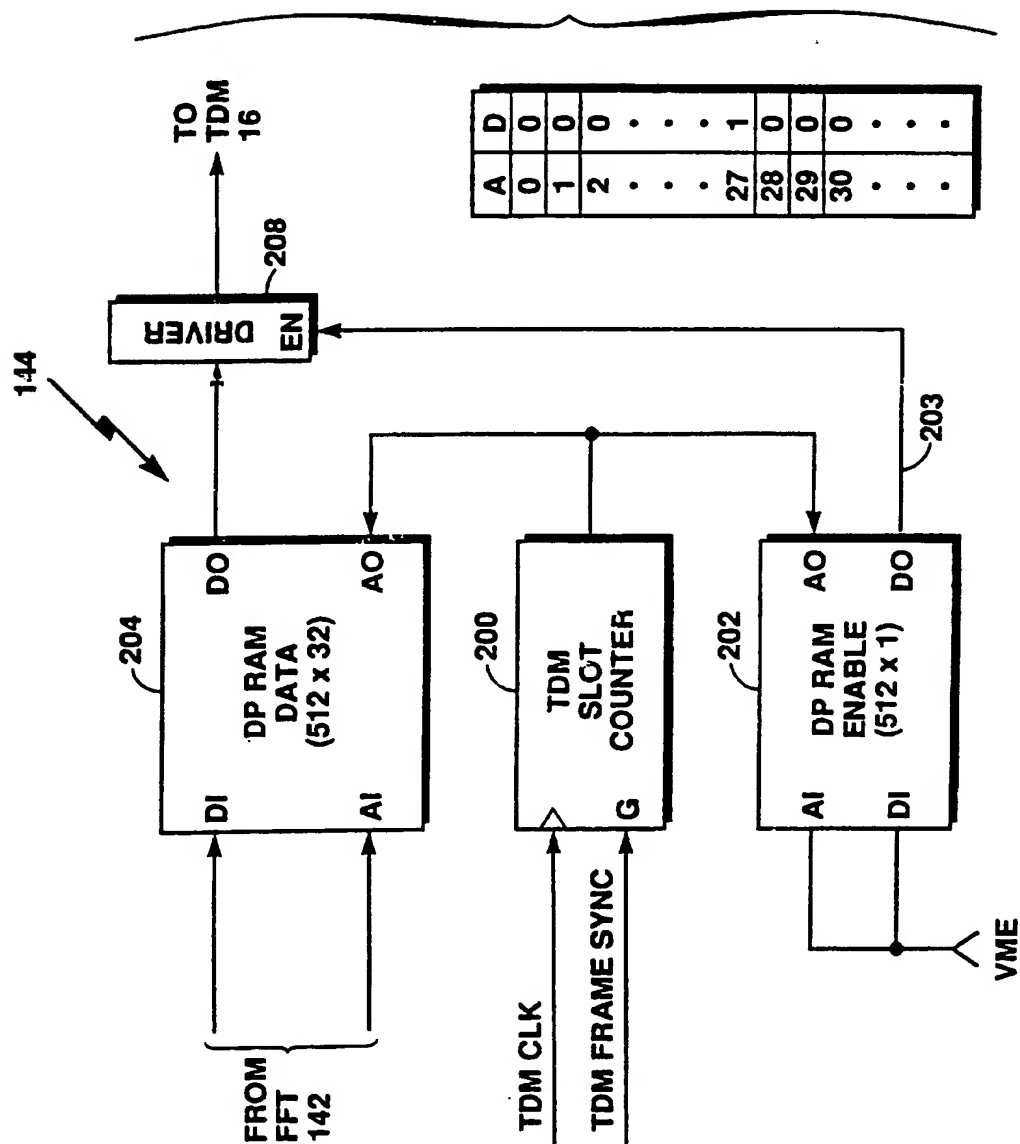 144
TO
TDM
16
DRIVER
EN
208
204
DP RAM
DATA
(512 x 32)
DI
AI
DO
AO
FROM
FFT
142
200
TDM
SLOT
COUNTER
G
TDM CLK
TDM FRAME SYNC
202
DP RAM
ENABLE
(512 x 1)
AI
DI
AO
DO
203
VME
A D
0 0
1 0
2 0
• •
• •
• •
27 1
28 0
29 0
30 0
• •
• •
• •